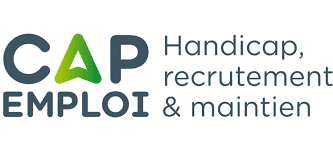 CAP
EMPLOI
Handicap,
recrutement
& maintien